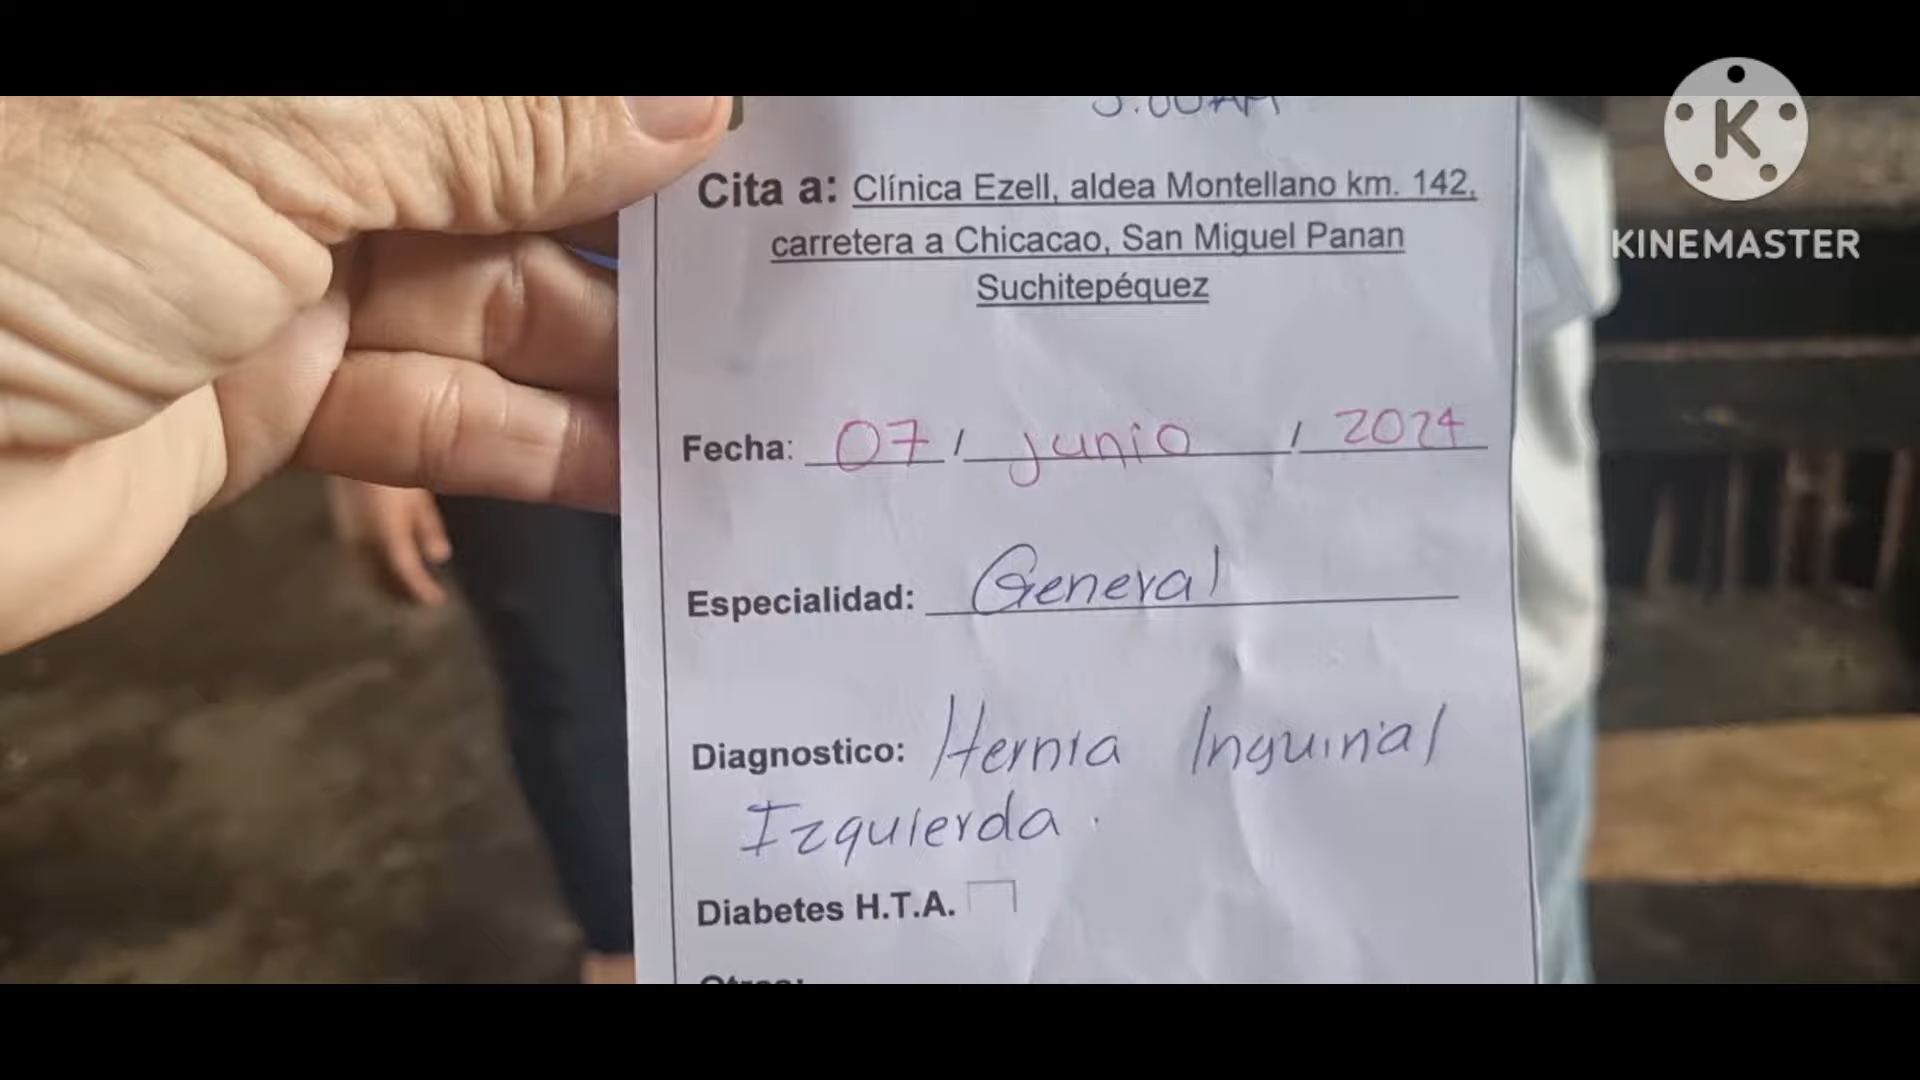 Cita a: Clínica Ezell, aldea Montellano km. 142,
carretera a Chicacao, San Miguel Panan
Suchitepéquez
Fecha: 07 / junio / 2024
Especialidad: General
Diagnostico: Hernia Inguinal
Izquierda.
Diabetes H.T.A.
K
KINEMASTER